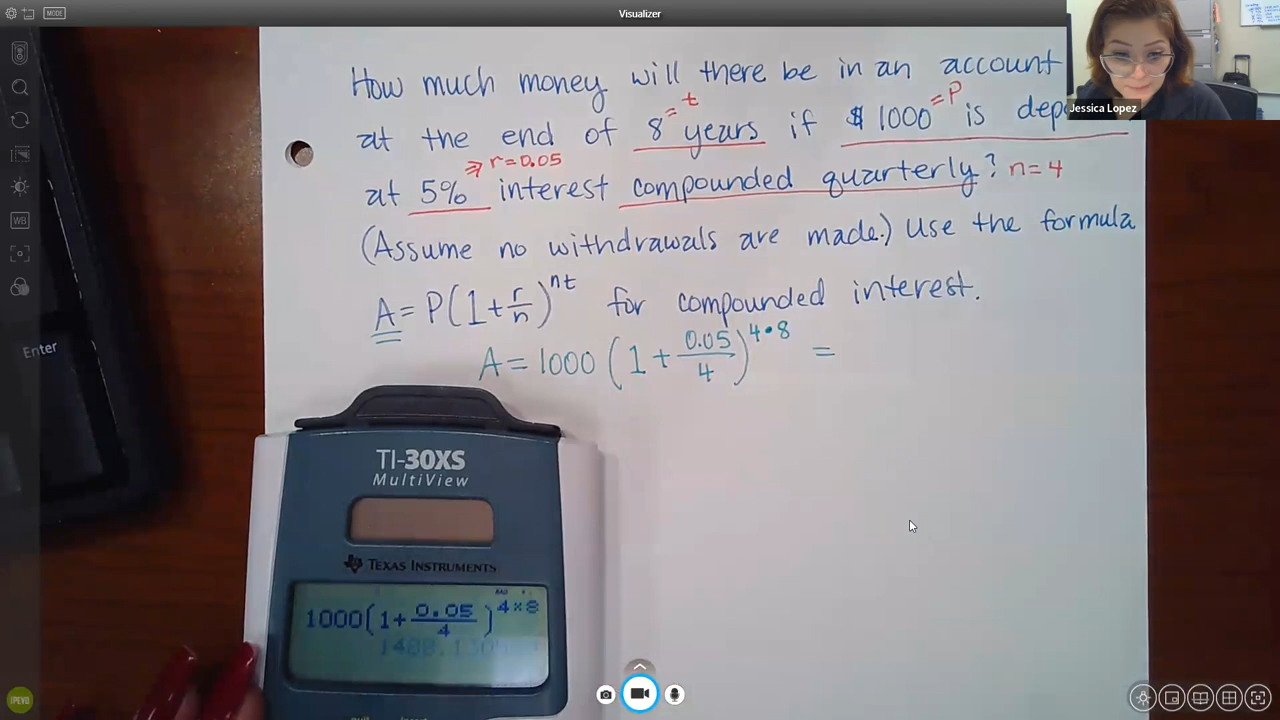 MODE
Visualizer
How much money will there be in an account
Jessica Lopez
at the end of 8 = t years if $ 1000 = P is
at 5% ⇒ r = 0.05 interest compounded quarterly? n = 4
WB
(Assume no withdrawals are made.) Use the formula
A = P(1 + r/n)^nt for compounded interest.
Enter
A = 1000 (1 + 0.05/4)^4•8 =
TI-30XS
MultiView
TEXAS INSTRUMENTS
1000(1+0.05/4)^4×8
IPEVO